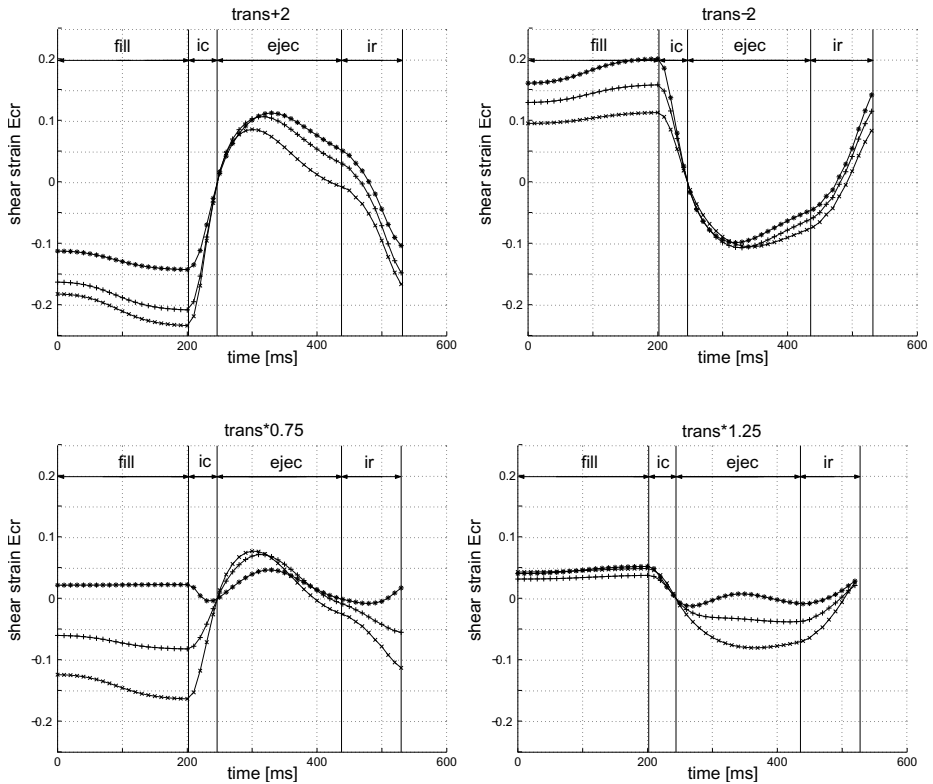 trans+2
fill ic ejec ir
0.2
0.1
0
-0.1
-0.2
shear strain Ecr
0 200 400 600
time [ms]
trans−2
fill ic ejec ir
0.2
0.1
0
-0.1
-0.2
shear strain Ecr
0 200 400 600
time [ms]
trans*0.75
fill ic ejec ir
0.2
0.1
0
-0.1
-0.2
shear strain Ecr
0 200 400 600
time [ms]
trans*1.25
fill ic ejec ir
0.2
0.1
0
-0.1
-0.2
shear strain Ecr
0 200 400 600
time [ms]